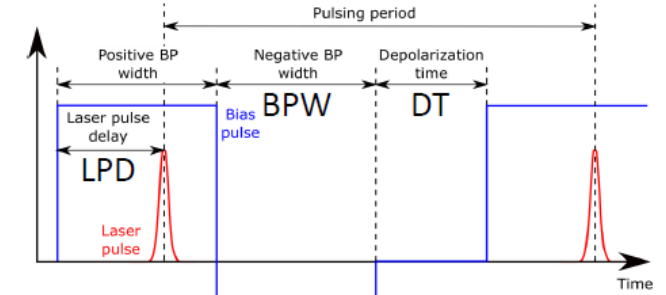 Pulsing period
Positive BP
width
Negative BP
width
Depolarization
time
BPW
DT
Laser pulse
delay
LPD
Bias
pulse
Laser
pulse
Time